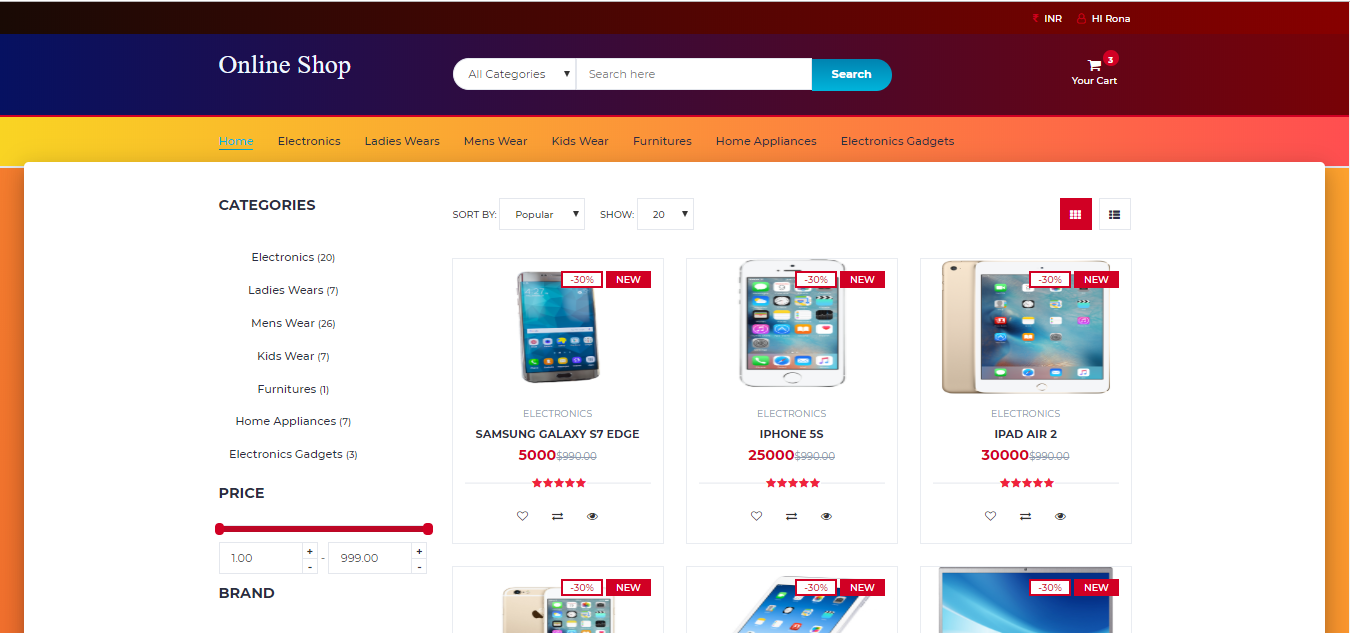 INR HI Rona
Online Shop
All Categories ▼ Search here Search
3
Your Cart
Home Electronics Ladies Wears Mens Wear Kids Wear Furnitures Home Appliances Electronics Gadgets
CATEGORIES
Electronics (20)
Ladies Wears (7)
Mens Wear (26)
Kids Wear (7)
Furnitures (1)
Home Appliances (7)
Electronics Gadgets (3)
PRICE
1.00 + - - 999.00 + -
BRAND
SORT BY: Popular ▼ SHOW: 20 ▼
-30% NEW
ELECTRONICS
SAMSUNG GALAXY S7 EDGE
5000$990.00
-30% NEW
ELECTRONICS
IPHONE 5S
25000$990.00
-30% NEW
ELECTRONICS
IPAD AIR 2
30000$990.00
-30% NEW
-30% NEW
-30% NEW